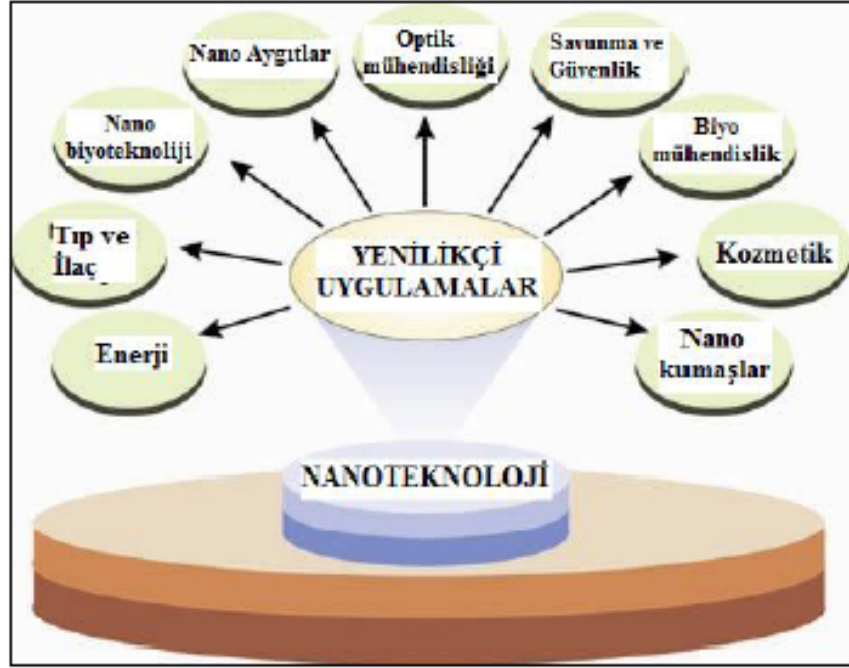 Nano Aygıtlar
Optik
mühendisliği
Savunma ve
Güvenlik
Nano
biyoteknoliji
Biyo
mühendislik
Tıp ve
İlaç
YENİLİKÇİ
UYGULAMALAR
Kozmetik
Enerji
Nano
kumaşlar
NANOTEKNOLOJİ